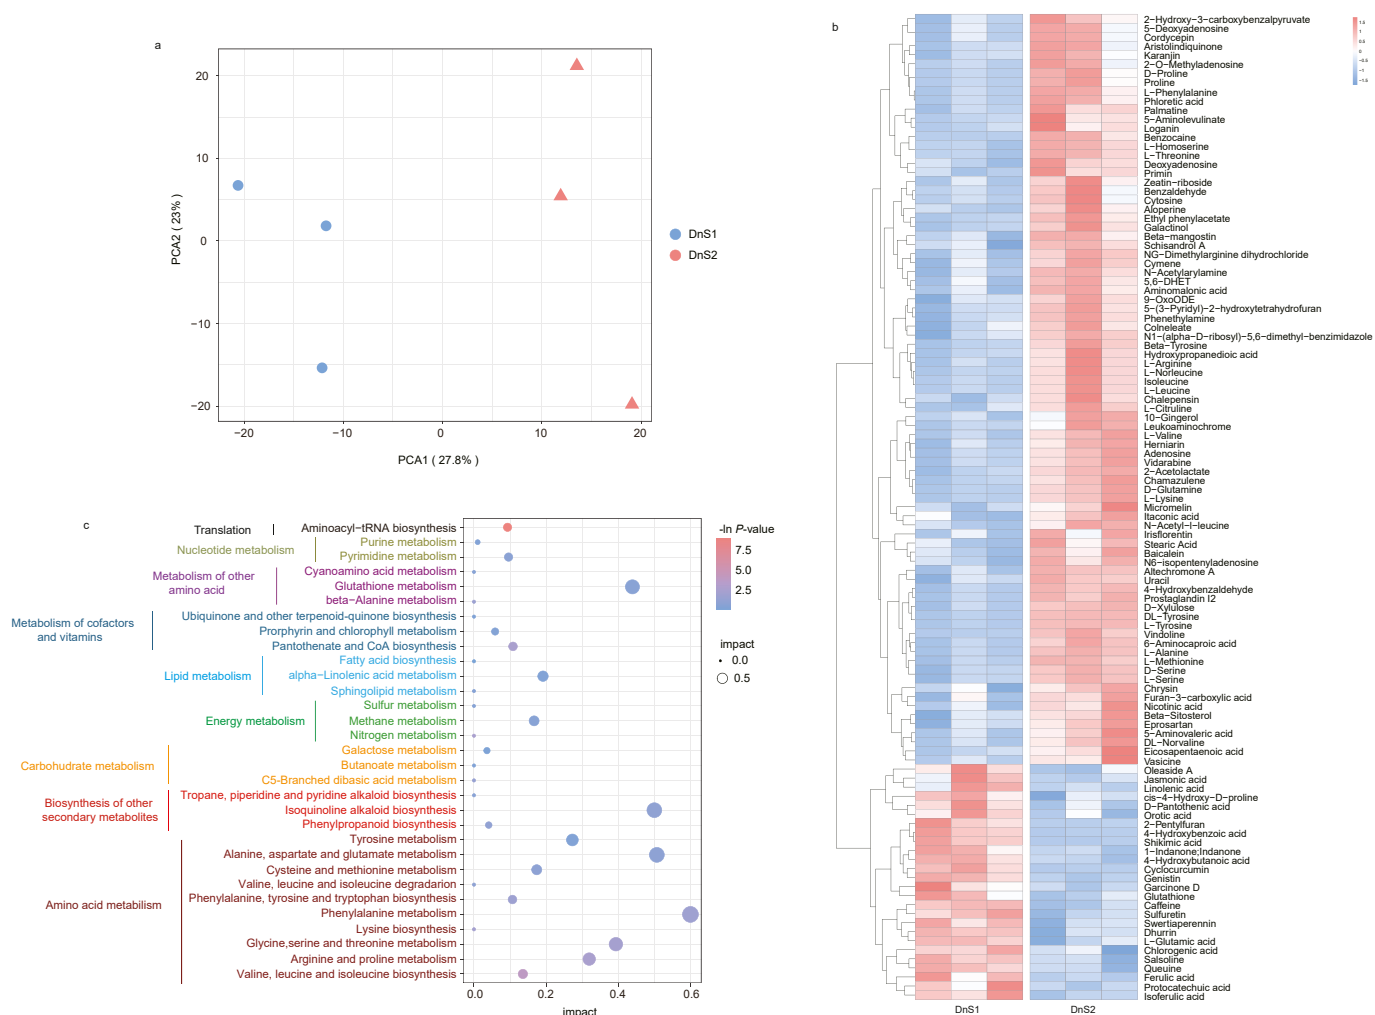 a
20
10
0
−10
−20
PCA2 ( 23% )
−20
−10
0
10
20
PCA1 ( 27.8% )
DnS1
DnS2
b
2−Hydroxy−3−carboxybenzalpyruvate
5−Deoxyadenosine
Cordycepin
Aristolindiquinone
Karanjin
2−O−Methyladenosine
D−Proline
Proline
L−Phenylalanine
Phloretic acid
Palmatine
5−Aminolevulinate
Loganin
Benzocaine
L−Homoserine
L−Threonine
Deoxyadenosine
Primin
Zeatin−riboside
Benzaldehyde
Cytosine
Aloperine
Ethyl phenylacetate
Galactinol
Beta−mangostin
Schisandrol A
NG−Dimethylarginine dihydrochloride
Cymene
N−Acetylarylamine
5,6−DHET
Aminomalonic acid
9−OxoODE
5−(3−Pyridyl)−2−hydroxytetrahydrofuran
Phenethylamine
Colneleate
N1−(alpha−D−ribosyl)−5,6−dimethyl−benzimidazole
Beta−Tyrosine
Hydroxypropanedioic acid
L−Arginine
L−Norleucine
Isoleucine
L−Leucine
Chalepensin
L−Citruline
10−Gingerol
Leukoaminochrome
L−Valine
Herniarin
Adenosine
Vidarabine
2−Acetolactate
Chamazulene
D−Glutamine
L−Lysine
Micromelin
Itaconic acid
N−Acetyl−l−leucine
Irisflorentin
Stearic Acid
Baicalein
N6−isopentenyladenosine
Altechromone A
Uracil
4−Hydroxybenzaldehyde
Prostaglandin I2
D−Xylulose
DL−Tyrosine
L−Tyrosine
Vindoline
6−Aminocaproic acid
L−Alanine
L−Methionine
D−Serine
L−Serine
Chrysin
Furan−3−carboxylic acid
Nicotinic acid
Beta−Sitosterol
Eprosartan
5−Aminovaleric acid
DL−Norvaline
Eicosapentaenoic acid
Vasicine
Oleaside A
Jasmonic acid
Linolenic acid
cis−4−Hydroxy−D−proline
D−Pantothenic acid
Orotic acid
2−Pentylfuran
4−Hydroxybenzoic acid
Shikimic acid
1−Indanone;Indanone
4−Hydroxybutanoic acid
Cyclocurcumin
Genistin
Garcinone D
Glutathione
Caffeine
Sulfuretin
Swertiaperennin
Dhurrin
L−Glutamic acid
Chlorogenic acid
Salsoline
Queuine
Ferulic acid
Protocatechuic acid
Isoferulic acid
DnS1
DnS2
1.5
1
0.5
0
−0.5
−1
−1.5
c
Translation
Nucleotide metabolism
Metabolism of other
amino acid
Metabolism of cofactors
and vitamins
Lipid metabolism
Energy metabolism
Carbohudrate metabolism
Biosynthesis of other
secondary metabolites
Amino acid metabilism
Aminoacyl−tRNA biosynthesis
Purine metabolism
Pyrimidine metabolism
Cyanoamino acid metabolism
Glutathione metabolism
beta−Alanine metabolism
Ubiquinone and other terpenoid−quinone biosynthesis
Prorphyrin and chlorophyll metabolism
Pantothenate and CoA biosynthesis
Fatty acid biosynthesis
alpha−Linolenic acid metabolism
Sphingolipid metabolism
Sulfur metabolism
Methane metabolism
Nitrogen metabolism
Galactose metabolism
Butanoate metabolism
C5−Branched dibasic acid metabolism
Tropane, piperidine and pyridine alkaloid biosynthesis
Isoquinoline alkaloid biosynthesis
Phenylpropanoid biosynthesis
Tyrosine metabolism
Alanine, aspartate and glutamate metabolism
Cysteine and methionine metabolism
Valine, leucine and isoleucine degradarion
Phenylalanine, tyrosine and tryptophan biosynthesis
Phenylalanine metabolism
Lysine biosynthesis
Glycine,serine and threonine metabolism
Arginine and proline metabolism
Valine, leucine and isoleucine biosynthesis
0.0
0.2
0.4
0.6
impact
-ln P-value
7.5
5.0
2.5
impact
0.0
0.5